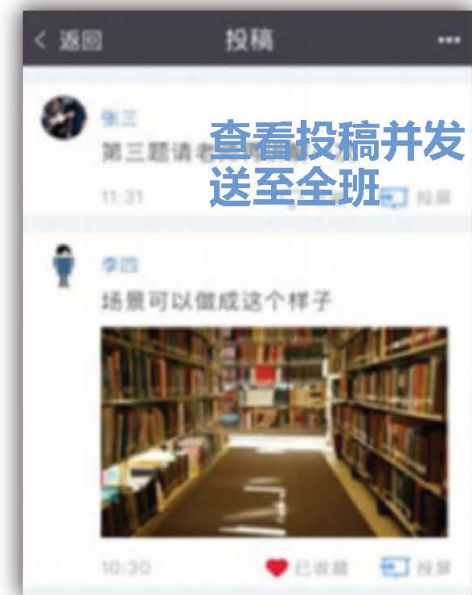 < 返回 投稿 •••
张三
查看投稿并发
第三题请老
送至全班
11:31 投屏
李四
场景可以做成这个样子
10:30 已收藏 投屏